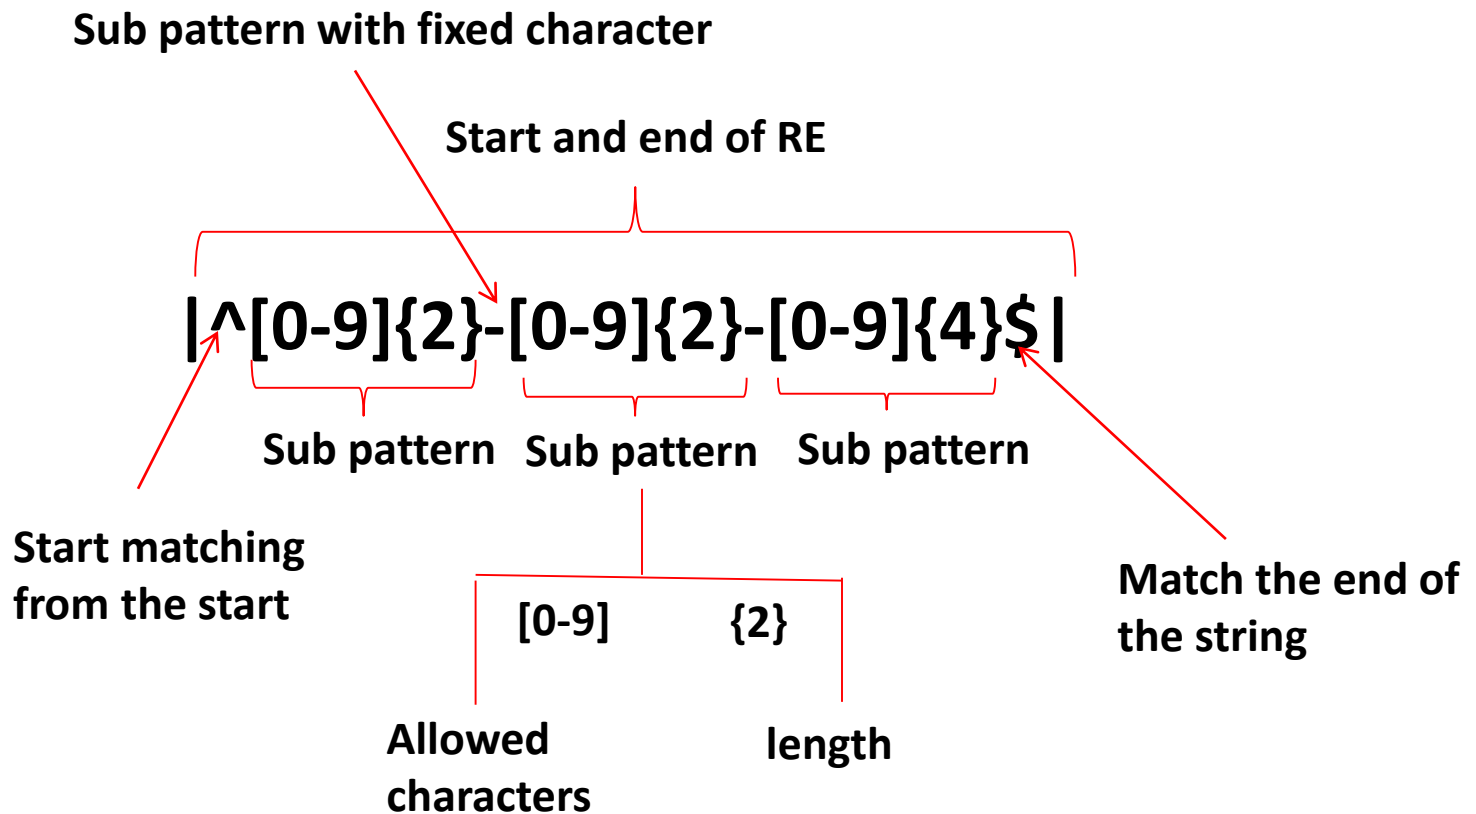 Sub pattern with fixed character
Start and end of RE
|^[0-9]{2}-[0-9]{2}-[0-9]{4}$|
Sub pattern Sub pattern Sub pattern
Start matching
from the start
Match the end of
the string
[0-9] {2}
Allowed
characters
length